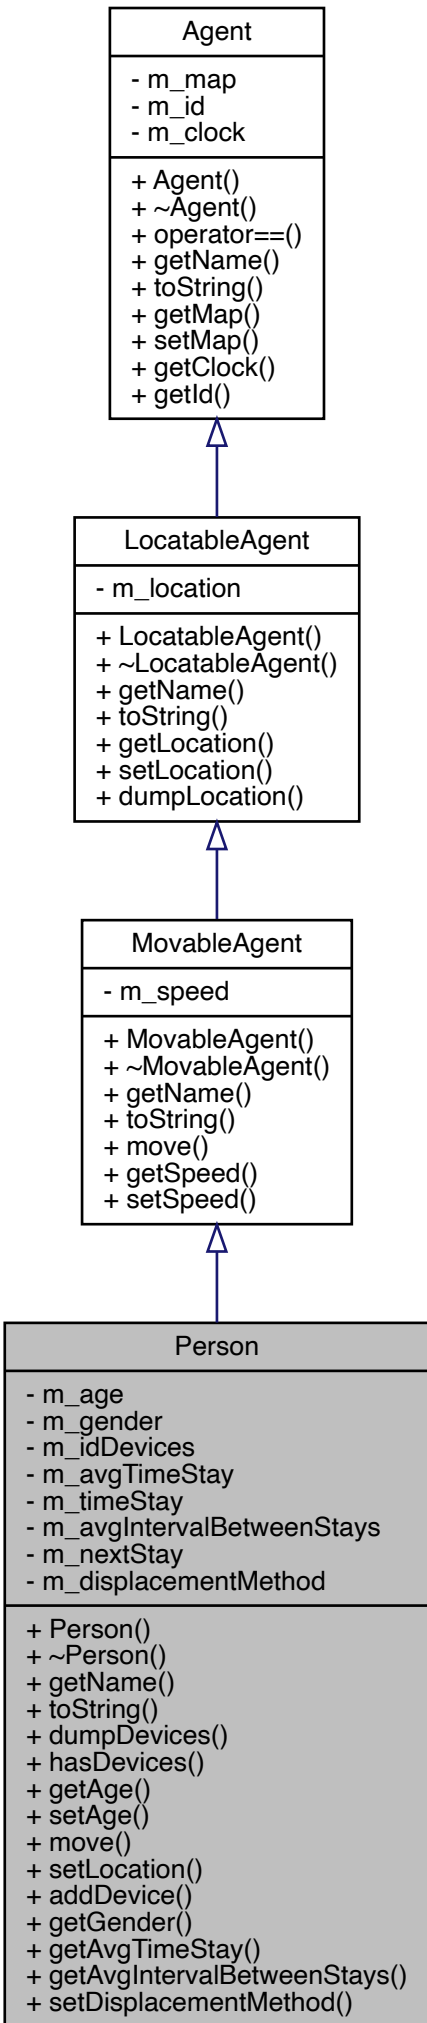 Agent
- m_map
- m_id
- m_clock
+ Agent()
+ ~Agent()
+ operator==()
+ getName()
+ toString()
+ getMap()
+ setMap()
+ getClock()
+ getId()
LocatableAgent
- m_location
+ LocatableAgent()
+ ~LocatableAgent()
+ getName()
+ toString()
+ getLocation()
+ setLocation()
+ dumpLocation()
MovableAgent
- m_speed
+ MovableAgent()
+ ~MovableAgent()
+ getName()
+ toString()
+ move()
+ getSpeed()
+ setSpeed()
Person
- m_age
- m_gender
- m_idDevices
- m_avgTimeStay
- m_timeStay
- m_avgIntervalBetweenStays
- m_nextStay
- m_displacementMethod
+ Person()
+ ~Person()
+ getName()
+ toString()
+ dumpDevices()
+ hasDevices()
+ getAge()
+ setAge()
+ move()
+ setLocation()
+ addDevice()
+ getGender()
+ getAvgTimeStay()
+ getAvgIntervalBetweenStays()
+ setDisplacementMethod()